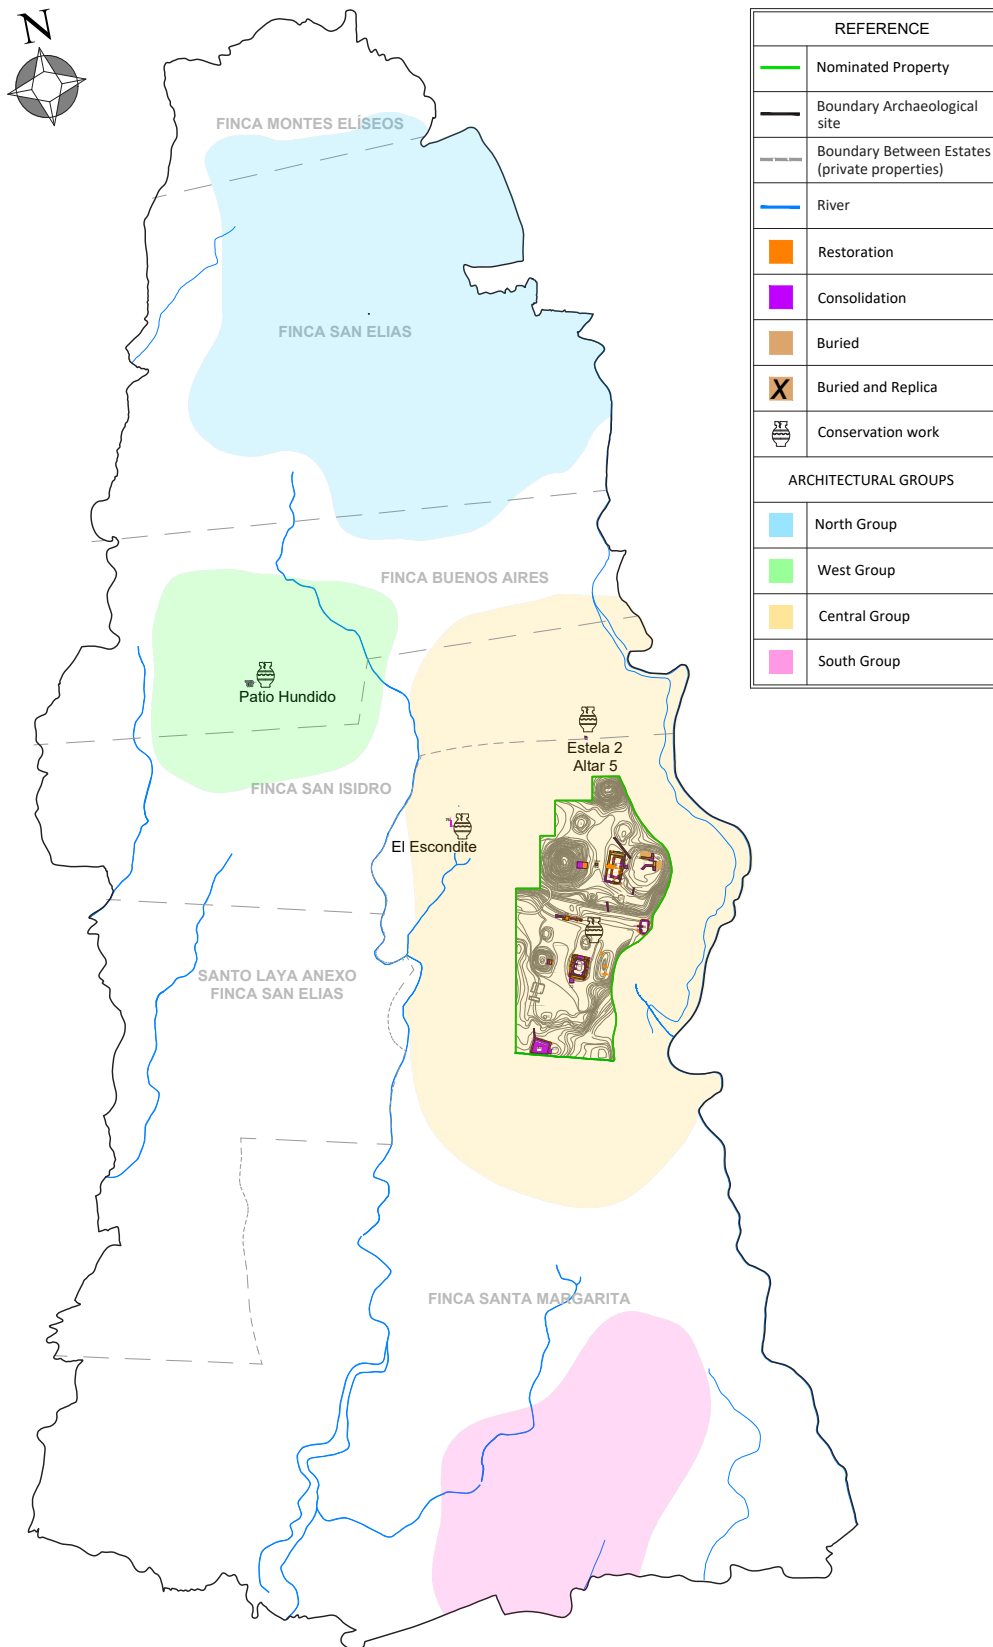 N
FINCA MONTES ELÍSEOS
FINCA SAN ELIAS
FINCA BUENOS AIRES
Patio Hundido
Estela 2
Altar 5
FINCA SAN ISIDRO
El Escondite
SANTO LAYA ANEXO
FINCA SAN ELIAS
FINCA SANTA MARGARITA
REFERENCE
Nominated Property
Boundary Archaeological
site
Boundary Between Estates
(private properties)
River
Restoration
Consolidation
Buried
X
Buried and Replica
Conservation work
ARCHITECTURAL GROUPS
North Group
West Group
Central Group
South Group